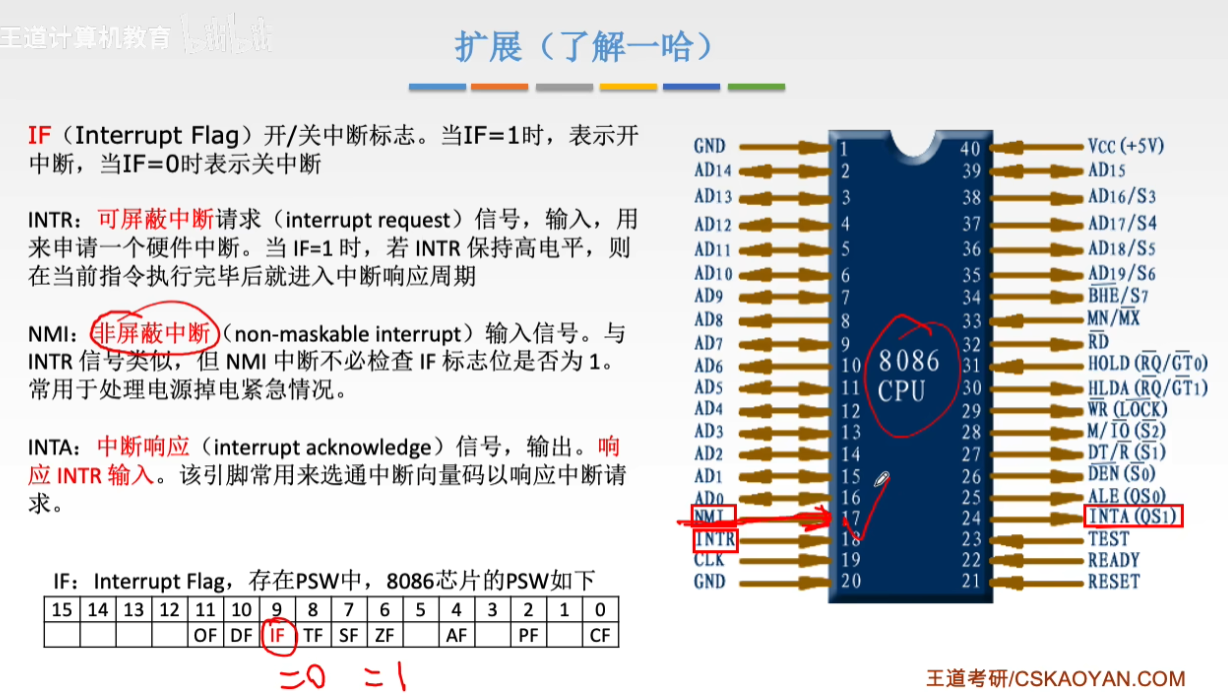 王道计算机教育 bilibili
扩展（了解一哈）
IF（Interrupt Flag）开/关中断标志。当IF=1时，表示开
中断，当IF=0时表示关中断
INTR：可屏蔽中断请求（interrupt request）信号，输入，用
来申请一个硬件中断。当 IF=1 时，若 INTR 保持高电平，则
在当前指令执行完毕后就进入中断响应周期
NMI：非屏蔽中断（non-maskable interrupt）输入信号。与
INTR 信号类似，但 NMI 中断不必检查 IF 标志位是否为 1。
常用于处理电源掉电紧急情况。
INTA：中断响应（interrupt acknowledge）信号，输出。响
应 INTR 输入。该引脚常用来选通中断向量码以响应中断请
求。
IF：Interrupt Flag，存在PSW中，8086芯片的PSW如下
15 14 13 12 11 10 9 8 7 6 5 4 3 2 1 0
OF DF IF TF SF ZF AF PF CF
=0 =1
GND 1 40 Vcc (+5V)
AD14 2 39 AD15
AD13 3 38 AD16/S3
AD12 4 37 AD17/S4
AD11 5 36 AD18/S5
AD10 6 35 AD19/S6
AD9 7 34 BHE/S7
AD8 8 33 MN/MX
AD7 9 32 RD
AD6 10 31 HOLD (RQ/GT0)
AD5 11 30 HLDA (RQ/GT1)
AD4 12 29 WR (LOCK)
AD3 13 28 M/IO (S2)
AD2 14 27 DT/R (S1)
AD1 15 26 DEN (S0)
AD0 16 25 ALE (QS0)
NMI 17 24 INTA (QS1)
INTR 18 23 TEST
CLK 19 22 READY
GND 20 21 RESET
8086
CPU
王道考研/CSKAOYAN.COM